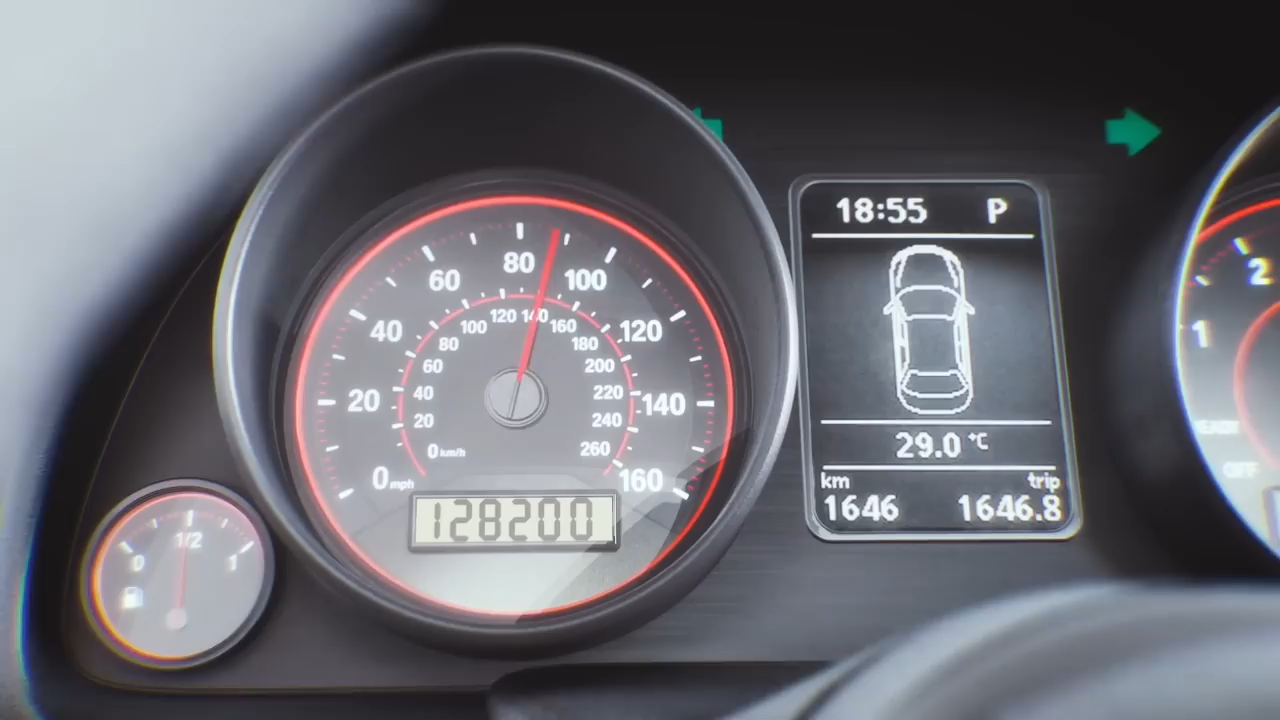 18:55 P
80
60 100
40 120
20 140
0 mph 160
120 140 160
100 180
80 200
60 220
40 240
20 260
0 km/h
128200
29.0 °C
km trip
1646 1646.8
0 1/2 1
1 2
OFF